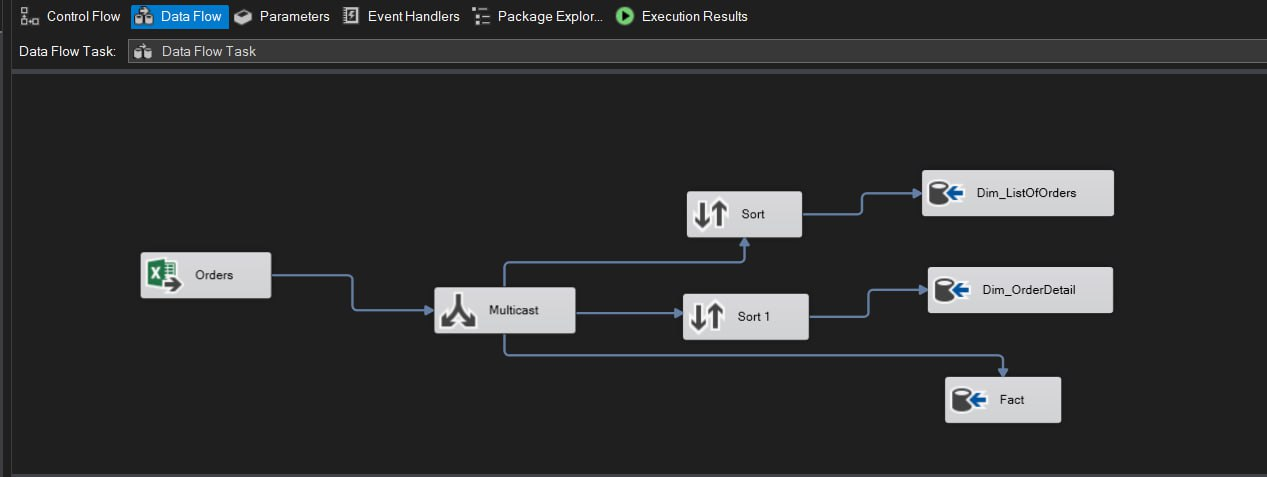 Control Flow Data Flow Parameters Event Handlers Package Explor... Execution Results
Data Flow Task: Data Flow Task
Dim_ListOfOrders
Sort
Orders
Dim_OrderDetail
Multicast
Sort 1
Fact